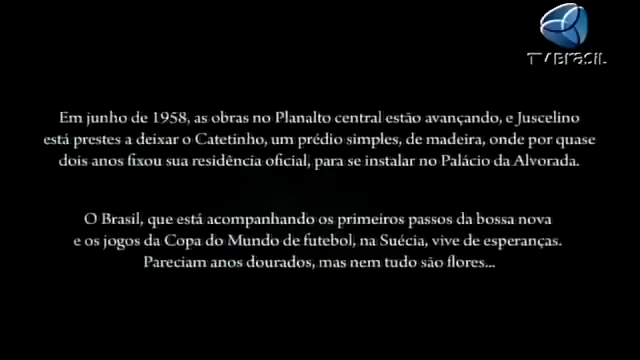 TVBRASIL
Em junho de 1958, as obras no Planalto central estão avançando, e Juscelino
está prestes a deixar o Catetinho, um prédio simples, de madeira, onde por quase
dois anos fixou sua residência oficial, para se instalar no Palácio da Alvorada.
O Brasil, que está acompanhando os primeiros passos da bossa nova
e os jogos da Copa do Mundo de futebol, na Suécia, vive de esperanças.
Pareciam anos dourados, mas nem tudo são flores...